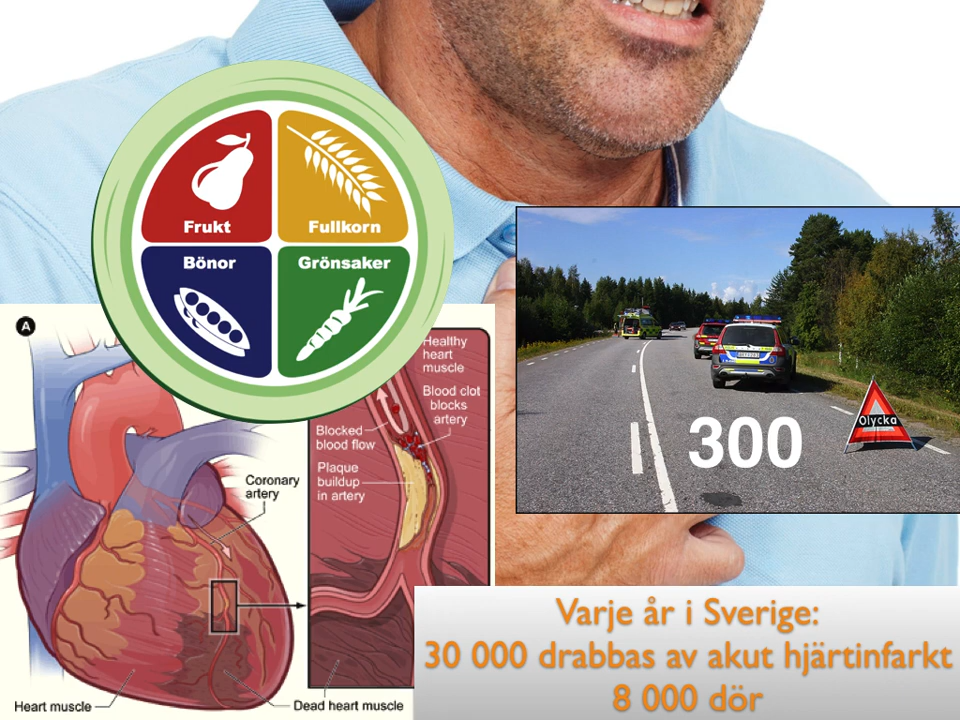 Frukt
Fullkorn
Bönor
Grönsaker
A
Healthy
heart
muscle
Blood clot
blocks
artery
Blocked
blood flow
Plaque
buildup
in artery
Coronary
artery
Heart muscle
Dead heart muscle
300
Olycka
Varje år i Sverige:
30 000 drabbas av akut hjärtinfarkt
8 000 dör